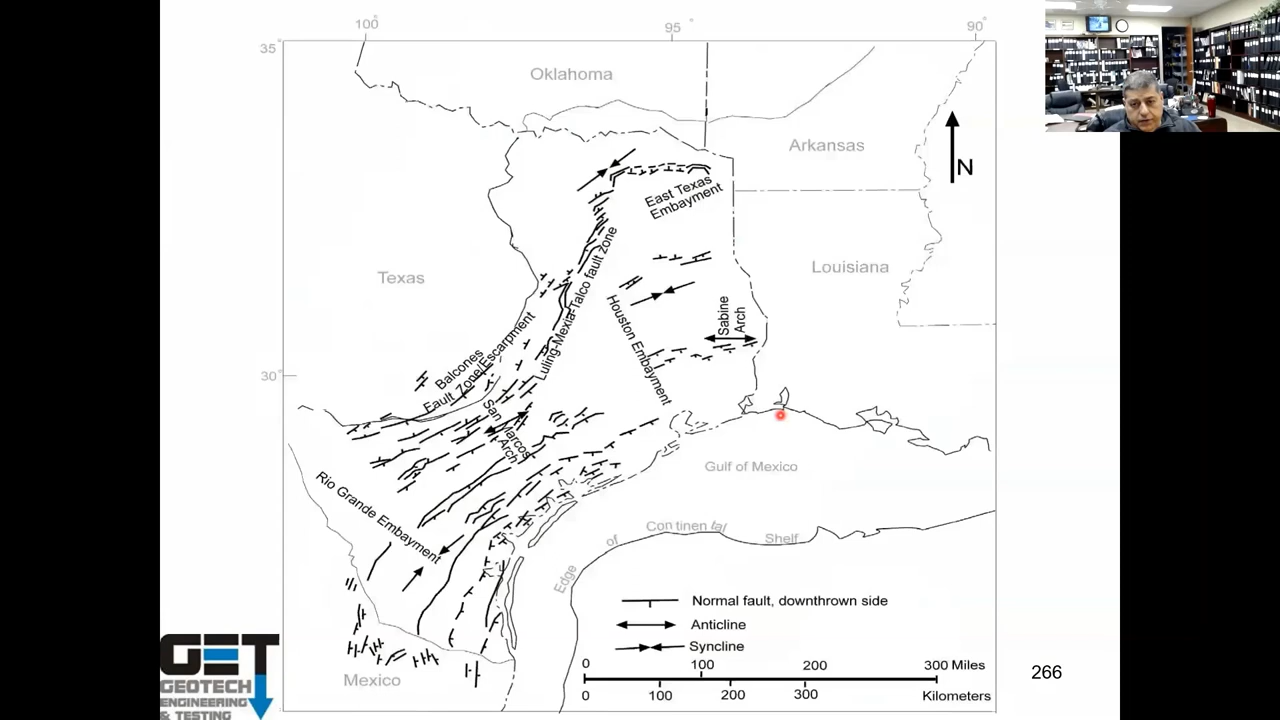 100°
95°
90°
35°
Oklahoma
Arkansas
N
East Texas
Embayment
Texas
Louisiana
Luling-Mexia-Talco fault zone
Houston Embayment
Sabine
Arch
30°
Balcones
Fault Zone/Escarpment
San Marcos
Arch
Gulf of Mexico
Rio Grande Embayment
Edge of Continental Shelf
Normal fault, downthrown side
Anticline
Syncline
0 100 200 300 Miles
0 100 200 300 Kilometers
Mexico
266
GET
GEOTECH
ENGINEERING
& TESTING